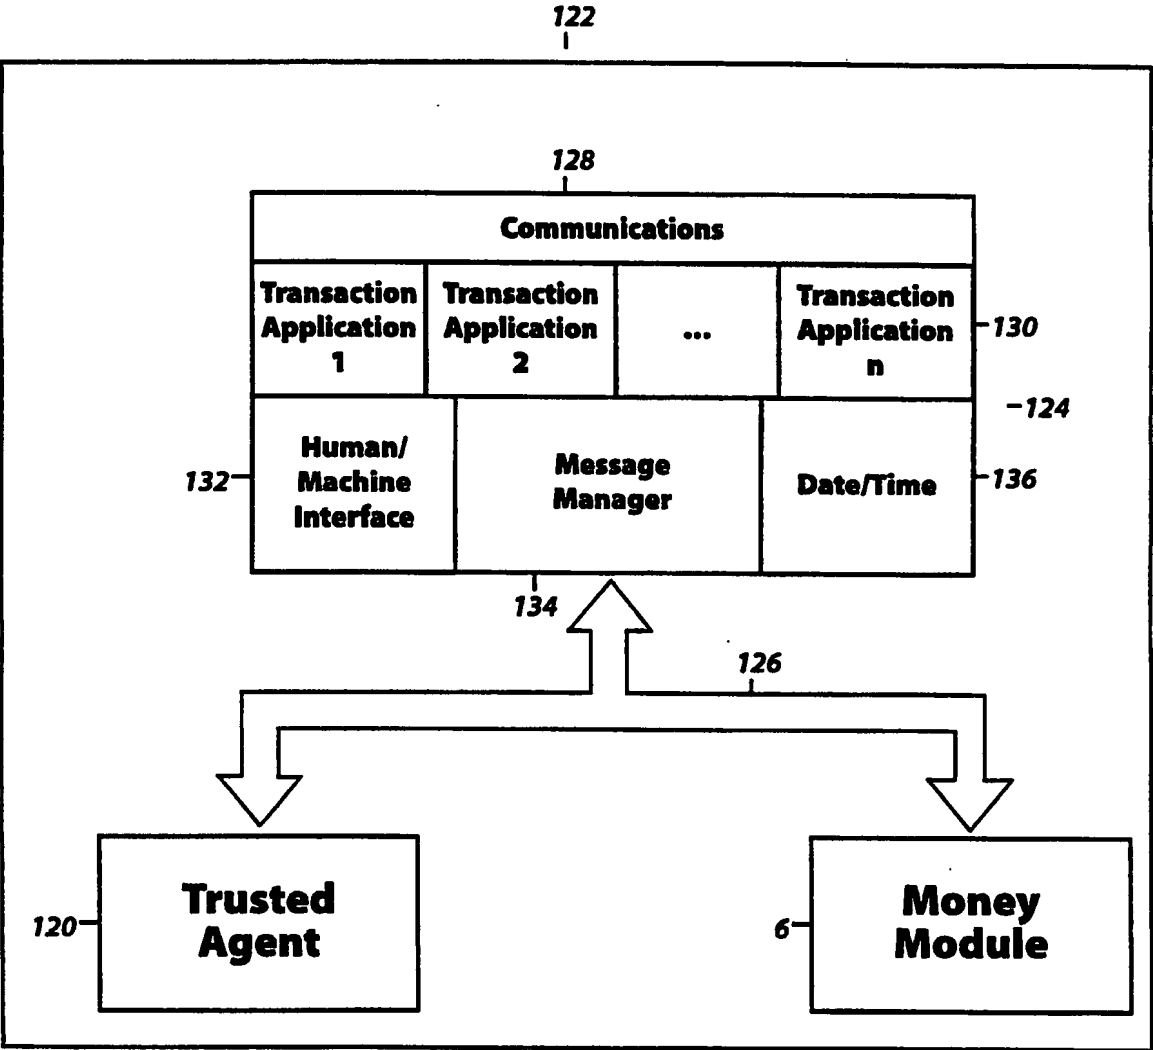 122
128
Communications
Transaction
Application
1
Transaction
Application
2
...
Transaction
Application
n
130
124
Human/
Machine
Interface
132
Message
Manager
Date/Time
136
134
126
Trusted
Agent
120
Money
Module
6